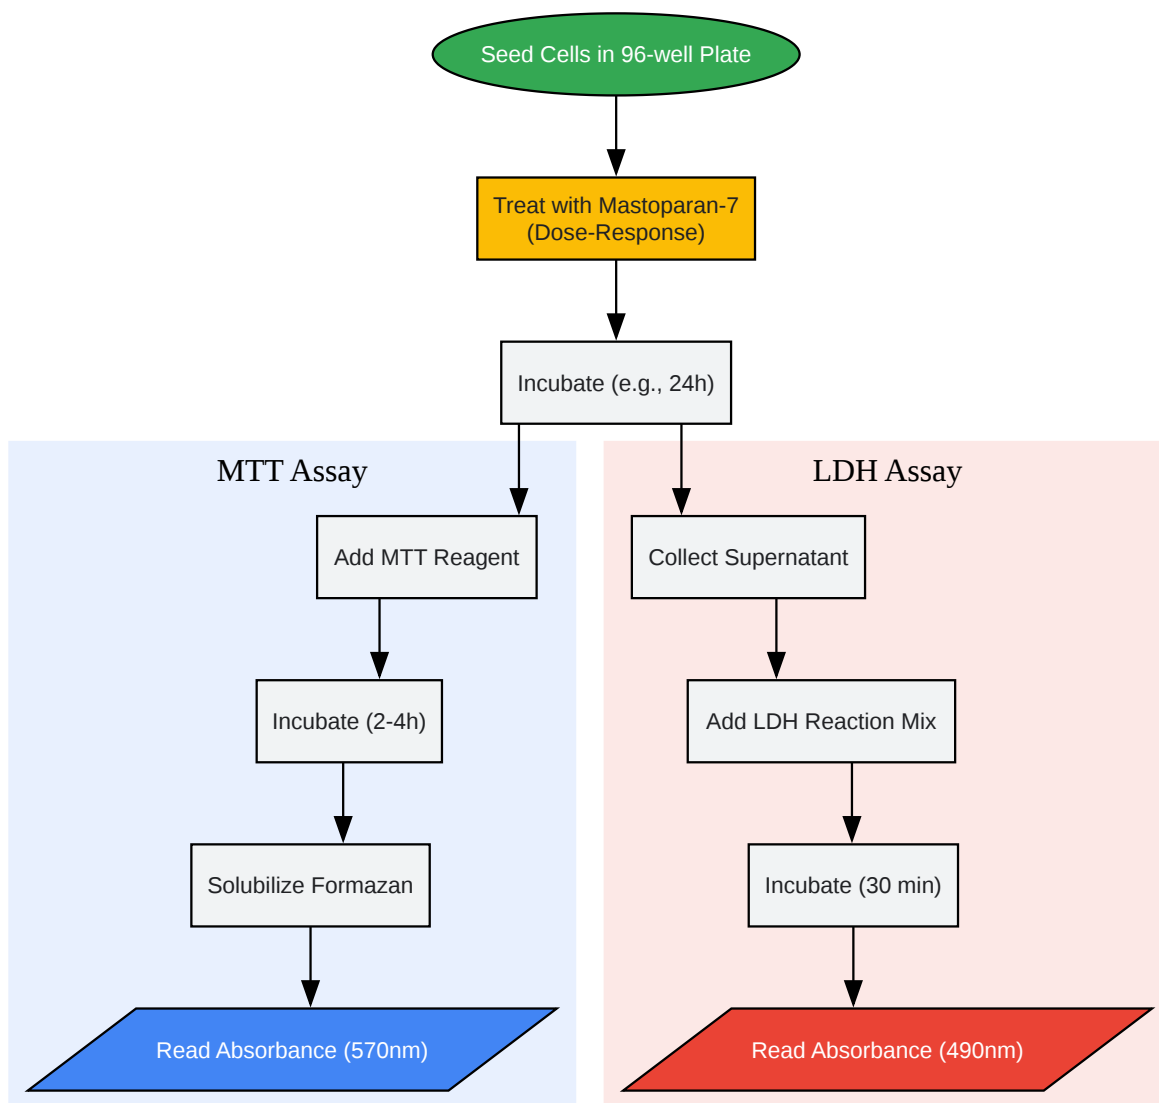 Seed Cells in 96-well Plate
Treat with Mastoparan-7
(Dose-Response)
Incubate (e.g., 24h)
MTT Assay
Add MTT Reagent
Incubate (2-4h)
Solubilize Formazan
Read Absorbance (570nm)
LDH Assay
Collect Supernatant
Add LDH Reaction Mix
Incubate (30 min)
Read Absorbance (490nm)